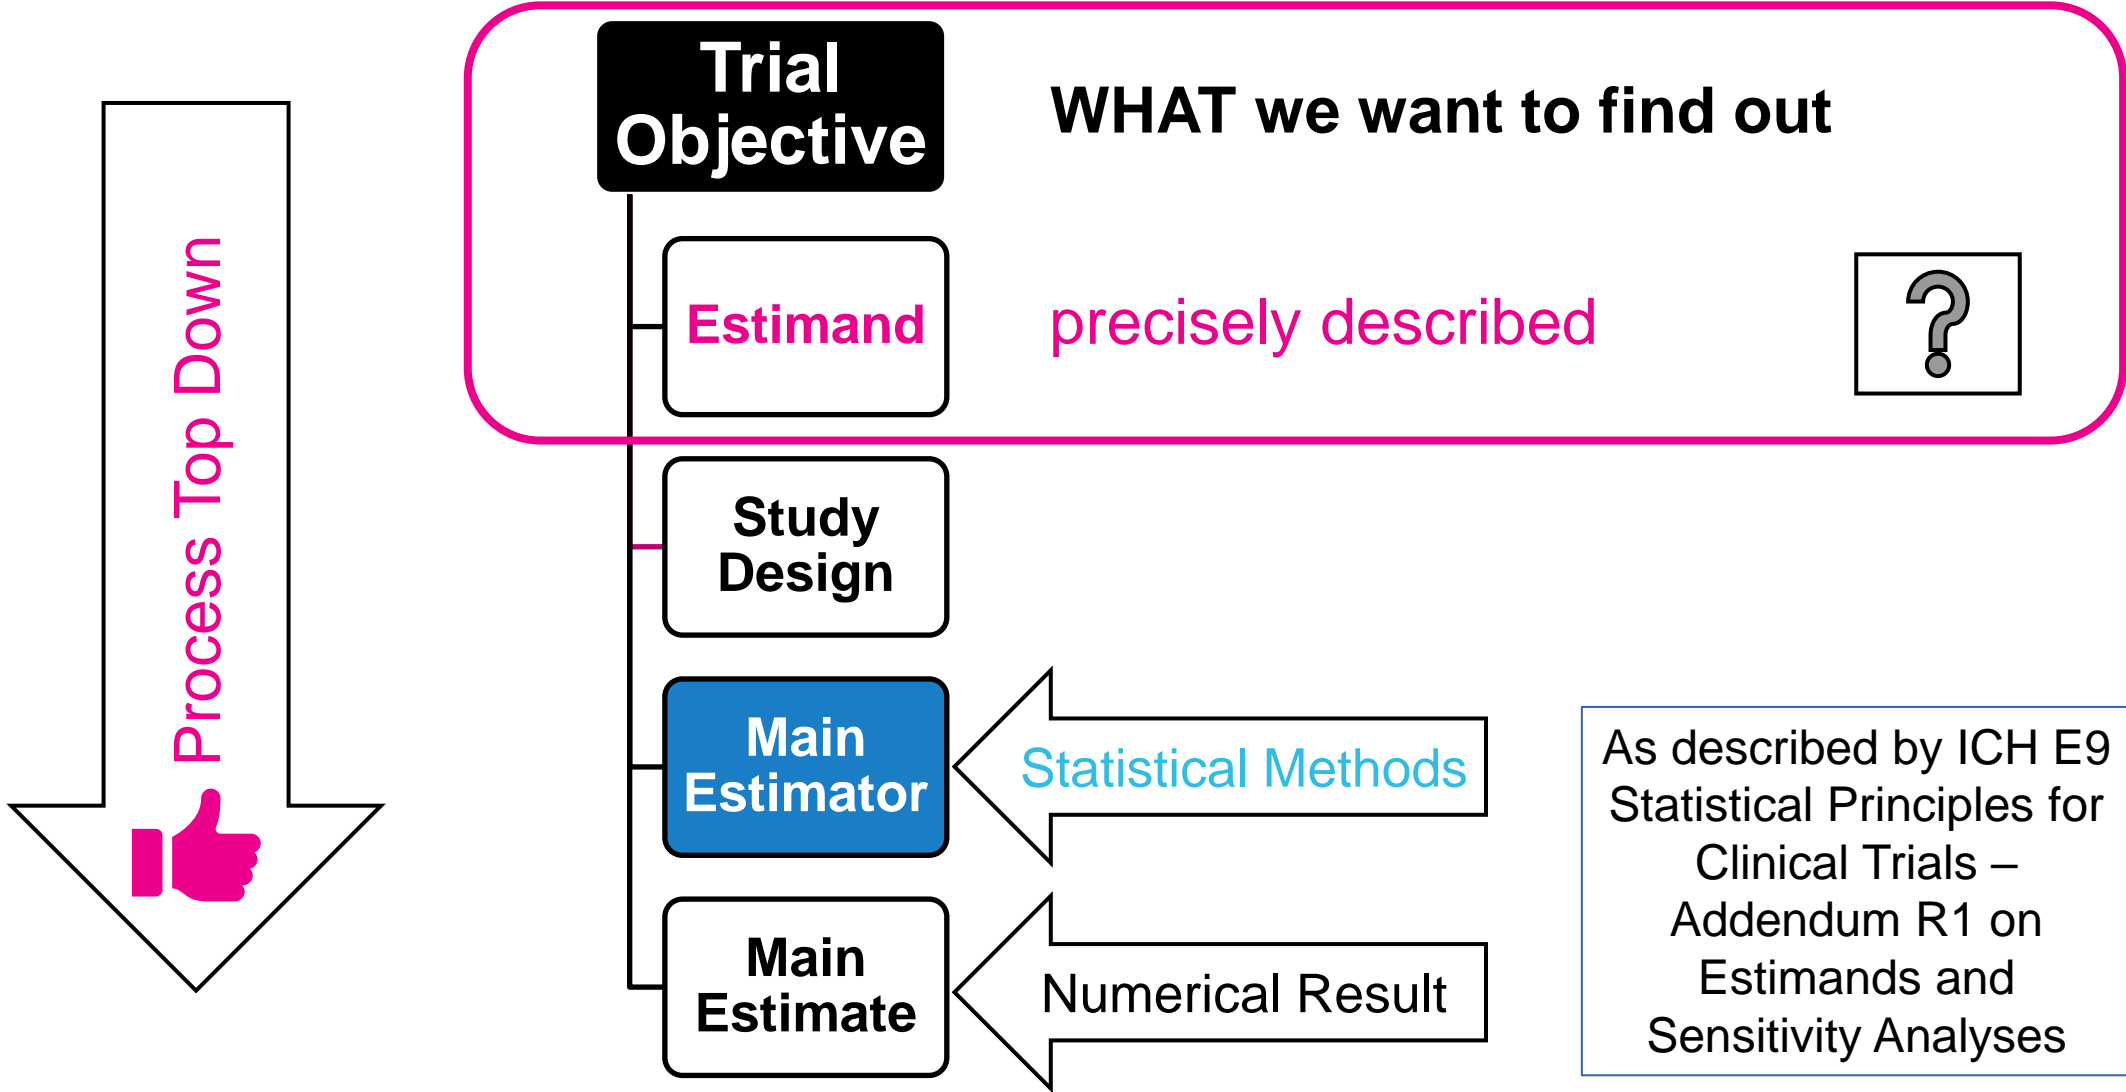 Trial
Objective
WHAT we want to find out
Process Top Down
Estimand
precisely described
?
Study
Design
Main
Estimator
Statistical Methods
Main
Estimate
Numerical Result
As described by ICH E9
Statistical Principles for
Clinical Trials –
Addendum R1 on
Estimands and
Sensitivity Analyses